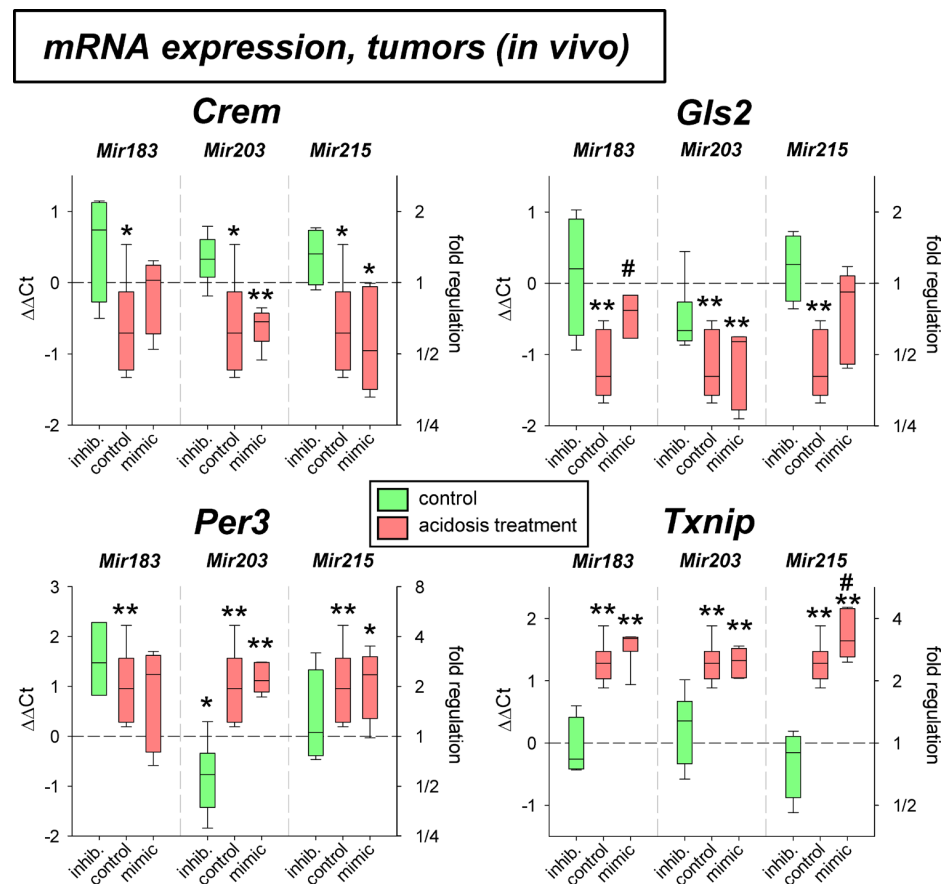 mRNA expression, tumors (in vivo)
Crem
Mir183 Mir203 Mir215
1
0
-1
-2
ΔΔCt
* * * ** *
2
1
1/2
1/4
fold regulation
inhib. control mimic inhib. control mimic inhib. control mimic
Gls2
Mir183 Mir203 Mir215
1
0
-1
-2
ΔΔCt
** # ** ** **
2
1
1/2
1/4
fold regulation
inhib. control mimic inhib. control mimic inhib. control mimic
control
acidosis treatment
Per3
Mir183 Mir203 Mir215
3
2
1
0
-1
-2
ΔΔCt
** * ** ** ** *
8
4
2
1
1/2
1/4
fold regulation
inhib. control mimic inhib. control mimic inhib. control mimic
Txnip
Mir183 Mir203 Mir215
2
1
0
-1
ΔΔCt
#
** ** ** ** ** **
4
2
1
1/2
fold regulation
inhib. control mimic inhib. control mimic inhib. control mimic